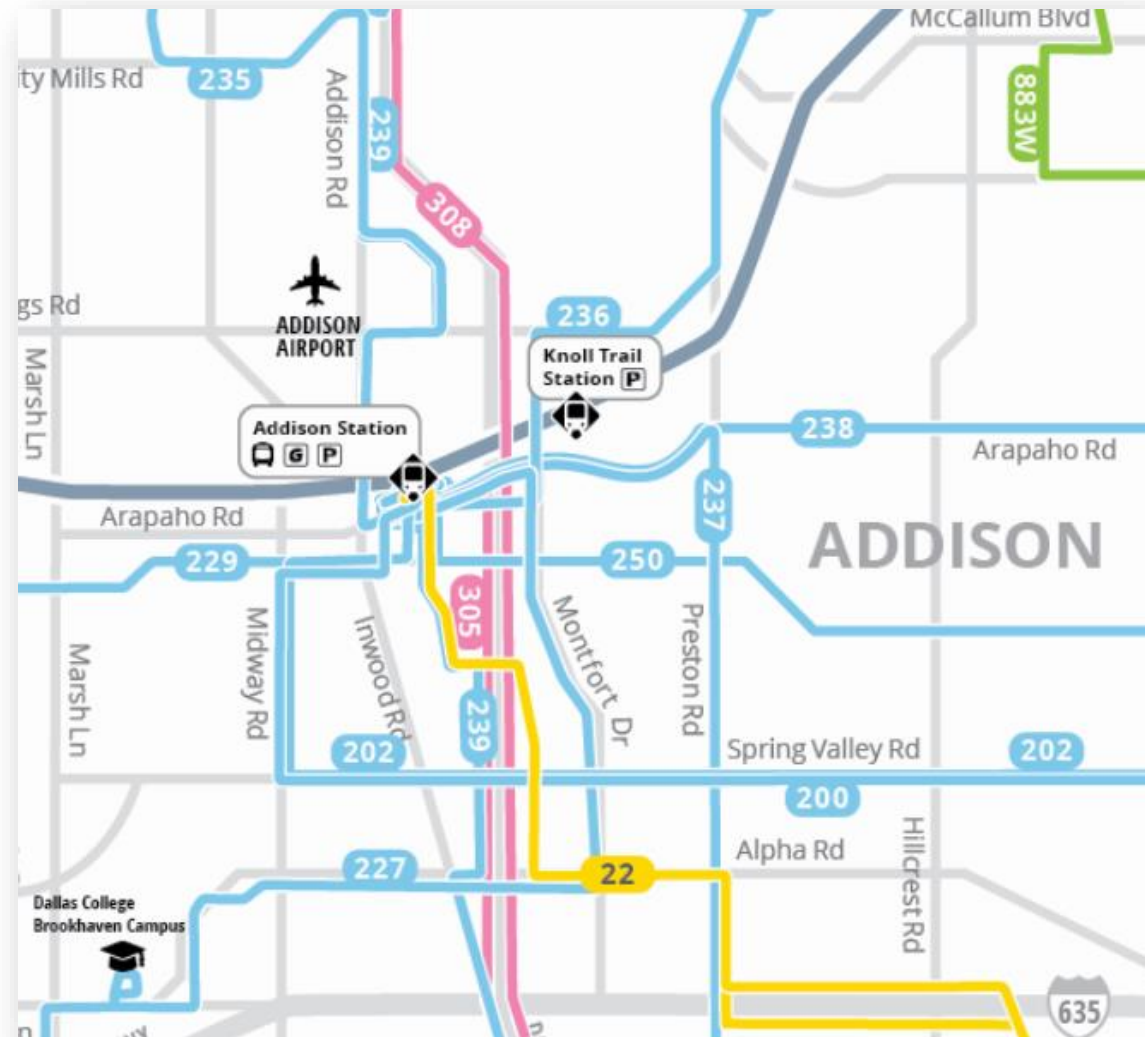 McCallum Blvd
ity Mills Rd
235
Addison Rd
239
883W
308
gs Rd
ADDISON
AIRPORT
236
Knoll Trail
Station P
Marsh Ln
Addison Station
G P
238
Arapaho Rd
237
Arapaho Rd
ADDISON
229
250
305
Midway Rd
Inwood Rd
Montfort Dr
Preston Rd
Marsh Ln
239
202
Spring Valley Rd
202
200
Hillcrest Rd
Alpha Rd
227
22
Dallas College
Brookhaven Campus
635